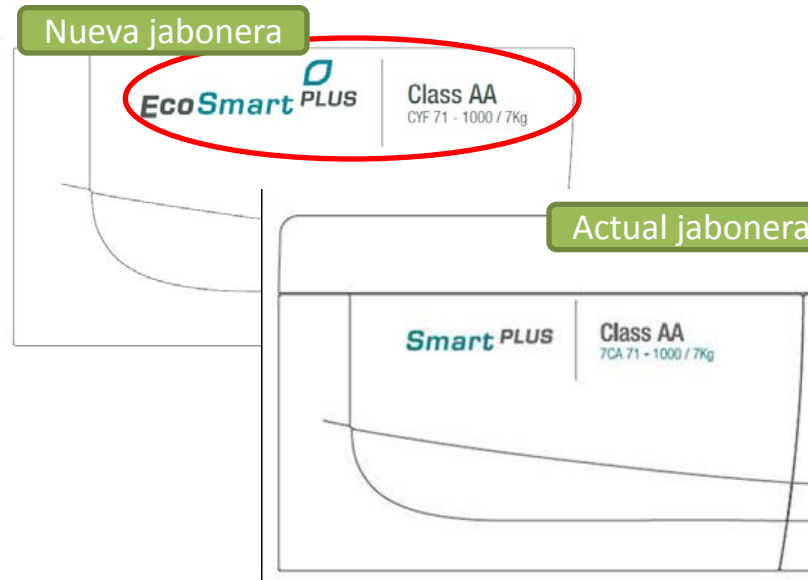 Nueva jabonera
EcoSmart PLUS
Class AA
CYF 71 - 1000 / 7Kg
Actual jabonera
Smart PLUS
Class AA
7CA 71 - 1000 / 7Kg